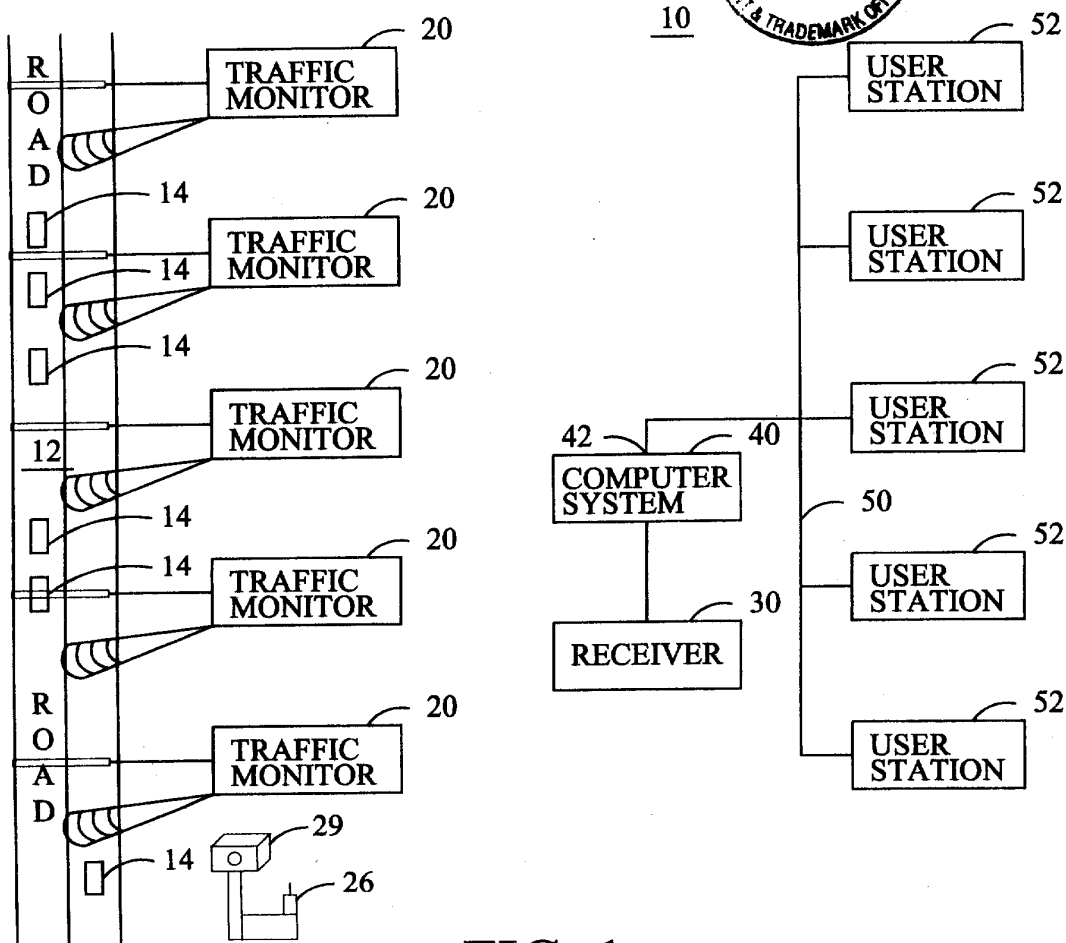 10
& TRADEMARK OF
20
TRAFFIC
MONITOR
52
USER
STATION
R
O
A
D
14
20
TRAFFIC
MONITOR
14
52
USER
STATION
14
20
TRAFFIC
MONITOR
12
52
USER
STATION
42
40
COMPUTER
SYSTEM
50
14
20
TRAFFIC
MONITOR
14
52
USER
STATION
30
RECEIVER
R
O
A
D
20
TRAFFIC
MONITOR
52
USER
STATION
29
14
26